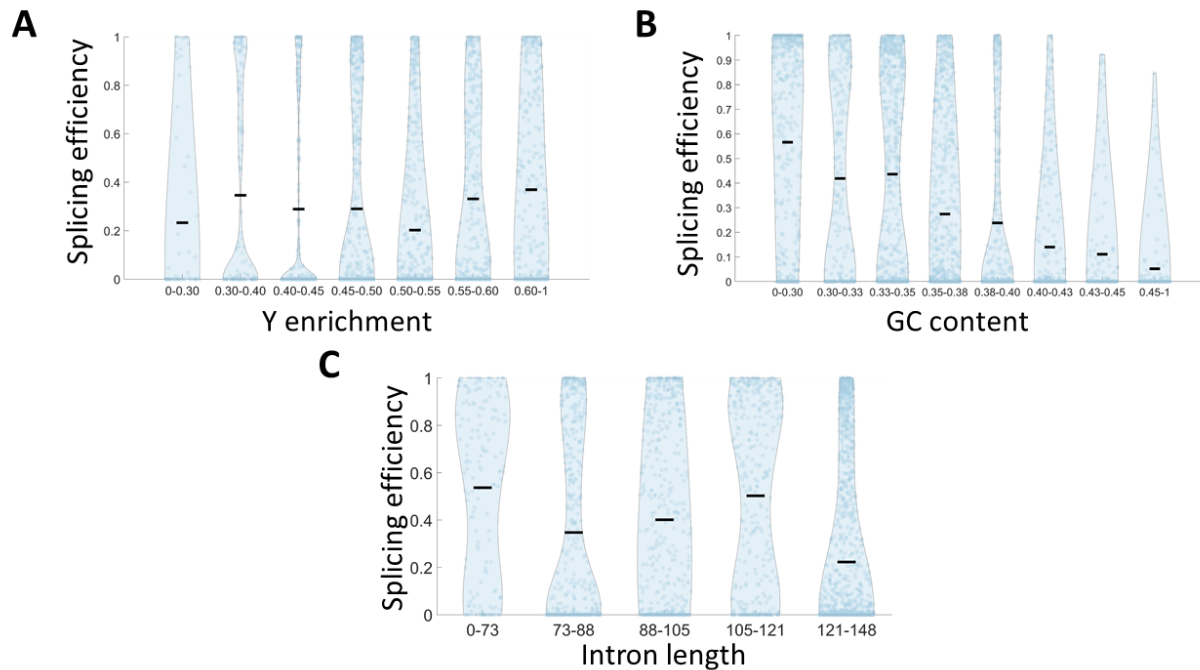 A
Splicing efficiency
1
0.8
0.6
0.4
0.2
0
0-0.30 0.30-0.40 0.40-0.45 0.45-0.50 0.50-0.55 0.55-0.60 0.60-1
Y enrichment
B
Splicing efficiency
1
0.9
0.8
0.7
0.6
0.5
0.4
0.3
0.2
0.1
0
0-0.30 0.30-0.33 0.33-0.35 0.35-0.38 0.38-0.40 0.40-0.43 0.43-0.45 0.45-1
GC content
C
Splicing efficiency
1
0.8
0.6
0.4
0.2
0
0-73 73-88 88-105 105-121 121-148
Intron length